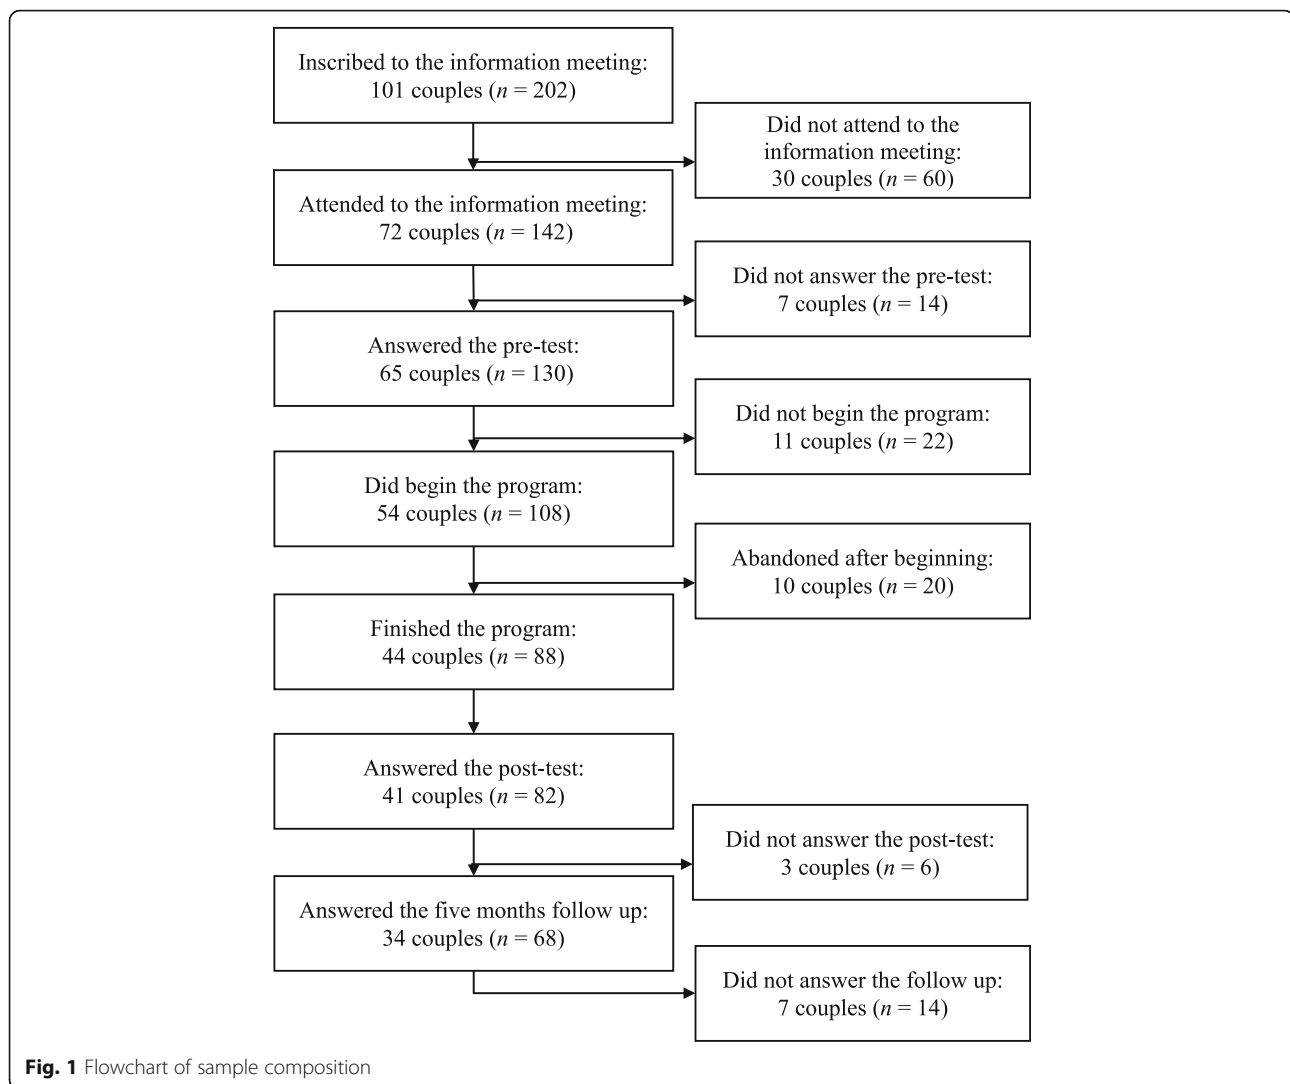 Inscribed to the information meeting:
101 couples (n = 202)
Did not attend to the
information meeting:
30 couples (n = 60)
Attended to the information meeting:
72 couples (n = 142)
Did not answer the pre-test:
7 couples (n = 14)
Answered the pre-test:
65 couples (n = 130)
Did not begin the program:
11 couples (n = 22)
Did begin the program:
54 couples (n = 108)
Abandoned after beginning:
10 couples (n = 20)
Finished the program:
44 couples (n = 88)
Answered the post-test:
41 couples (n = 82)
Did not answer the post-test:
3 couples (n = 6)
Answered the five months follow up:
34 couples (n = 68)
Did not answer the follow up:
7 couples (n = 14)
Fig. 1 Flowchart of sample composition